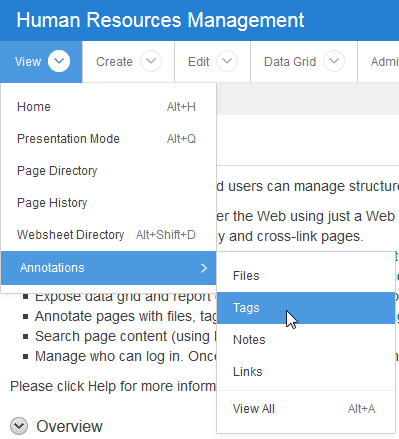 Human Resources Management
View Create Edit Data Grid Admi
Home Alt+H
Presentation Mode Alt+Q
Page Directory
Page History
d users can manage structure
er the Web using just a Web
Websheet Directory Alt+Shift+D y and cross-link pages.
Annotations
Files
Expose data grid and report
Tags
Annotate pages with files, tag
Notes
Search page content (using
Manage who can log in. Onc
Links
Please click Help for more inform
View All Alt+A
Overview